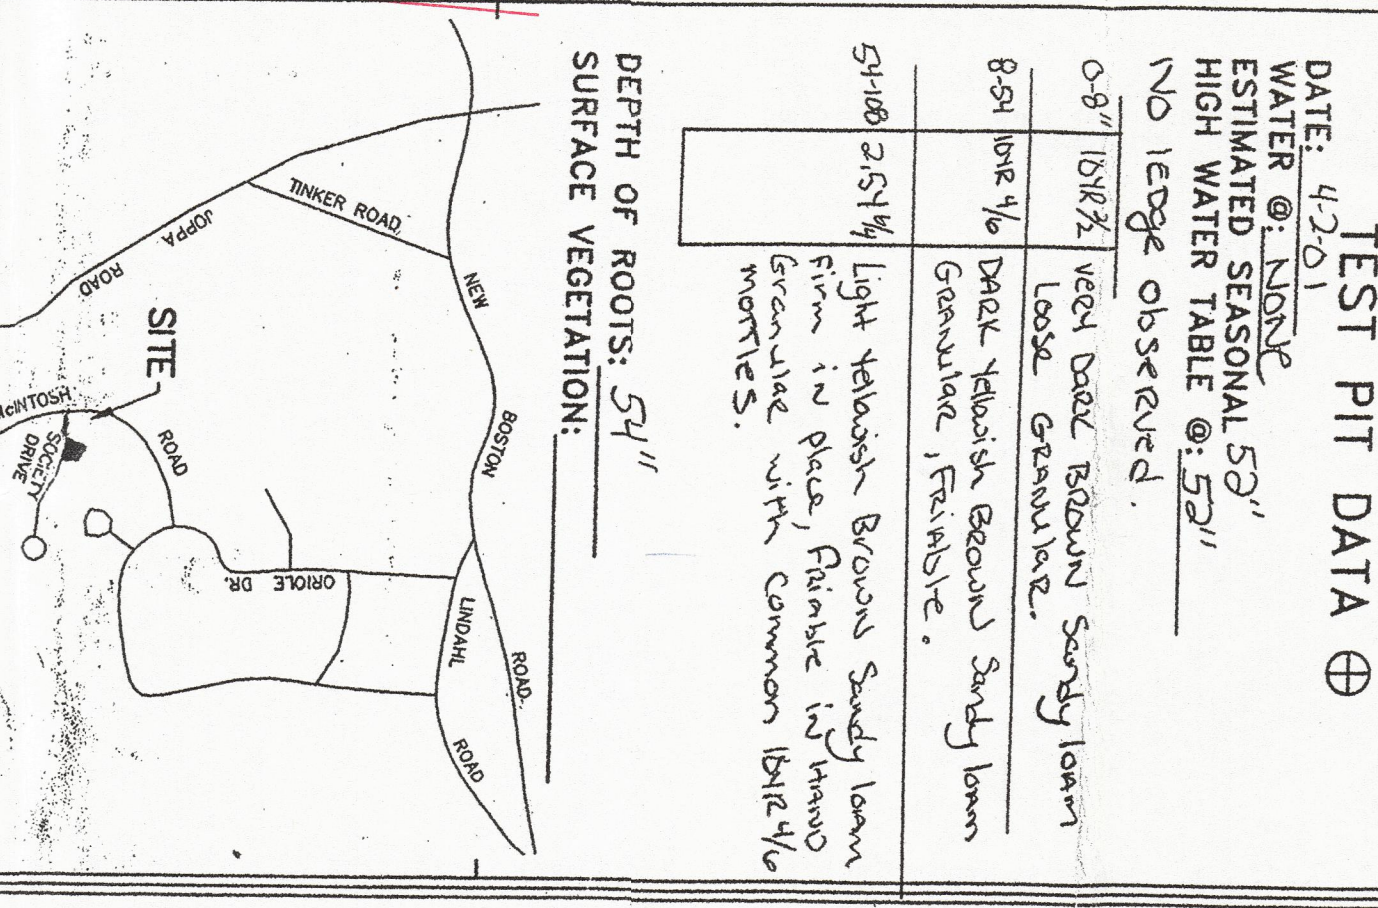 TEST PIT DATA ⊕
DATE: 4-2-01
WATER @: NONE
ESTIMATED SEASONAL 52"
HIGH WATER TABLE @: 52"
No ledge observed.
0-8" 10YR 3/2 very Dark Brown Sandy loam
Loose Granular.
8-54 10YR 4/6 DARK Yellowish Brown Sandy loam
GRANular, Friable.
54-108 2.5Y 6/4 Light Yellowish Brown Sandy loam
firm in place, friable in HAND
Granular with common 10YR 4/6
mottles.
DEPTH OF ROOTS: 54"
SURFACE VEGETATION:
NEW BOSTON ROAD
TINKER ROAD
JOPPA ROAD
LINDAHL ROAD
SITE
McINTOSH ROAD
ORIOLE DR.
SOCIETY
DRIVE